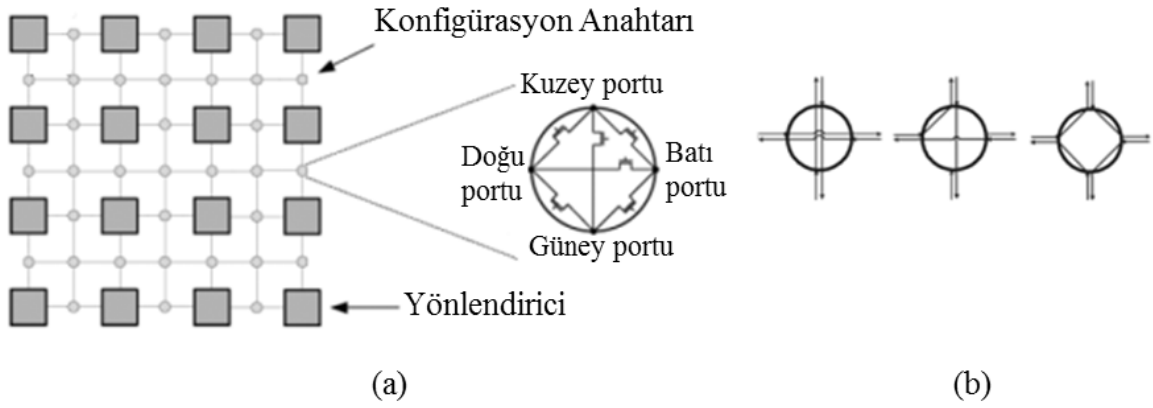 Konfigürasyon Anahtarı
Kuzey portu
Doğu
portu
Batı
portu
Güney portu
Yönlendirici
(a)
(b)